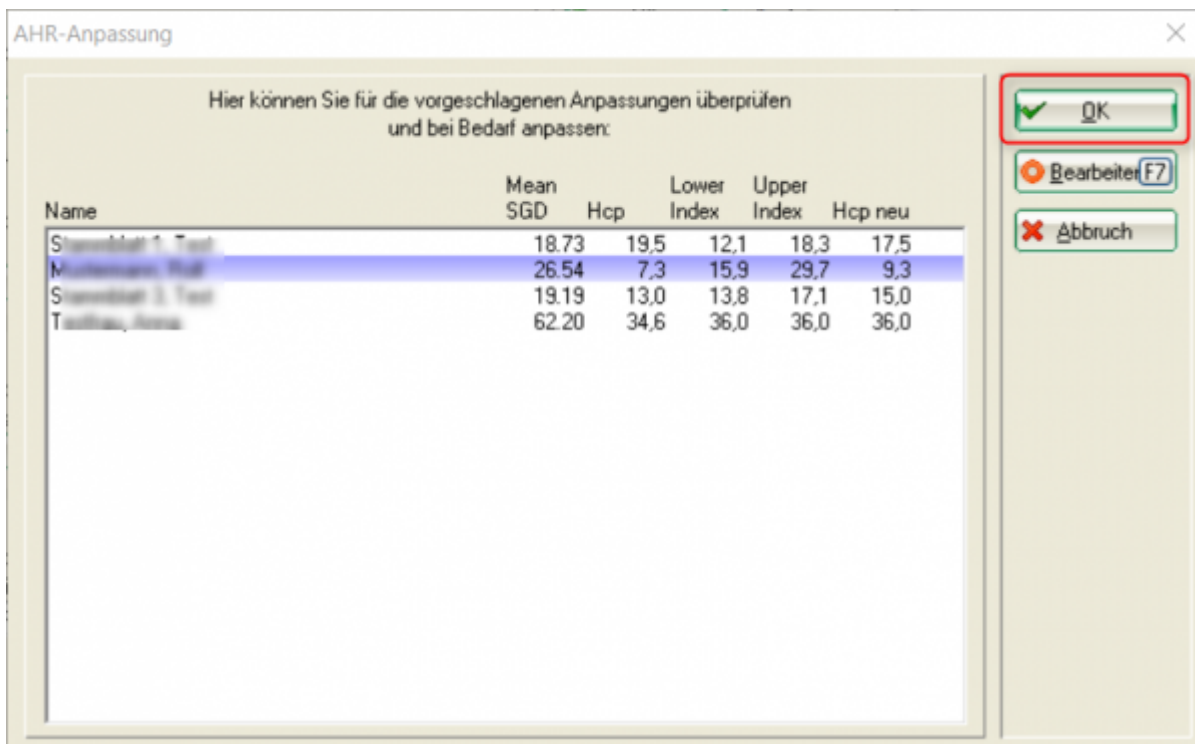 AHR-Anpassung
Hier können Sie für die vorgeschlagenen Anpassungen überprüfen
und bei Bedarf anpassen:
Mean Lower Upper
Name SGD Hcp Index Index Hcp neu
18.73 19,5 12,1 18,3 17,5
26.54 7,3 15,9 29,7 9,3
19.19 13,0 13,8 17,1 15,0
62.20 34,6 36,0 36,0 36,0
OK
Bearbeiten F7
Abbruch